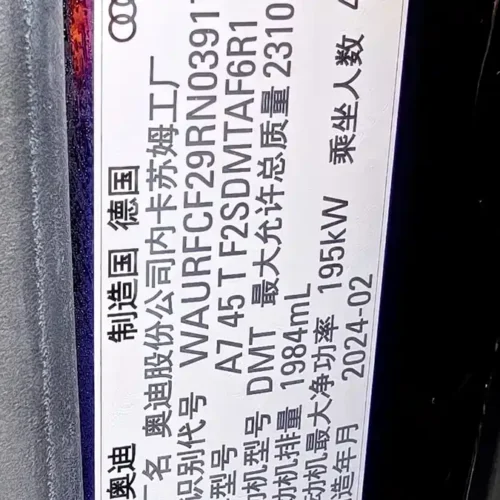 奥迪 制造国 德国
厂名 奥迪股份公司内卡苏姆工厂
识别代号 WAURFCF29RN0391
型号 A7 45 T F2SDMTAF6R1
机型号 DMT 最大允许总质量 2310
动机排量 1984mL
动机最大净功率 195kW 乘坐人数
造年月 2024-02